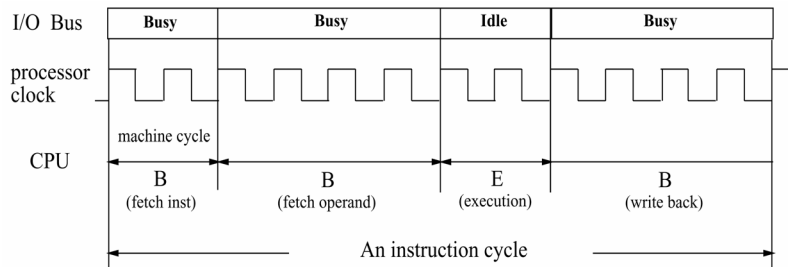 I/O Bus Busy Busy Idle Busy
processor
clock
machine cycle
CPU
B B E B
(fetch inst) (fetch operand) (execution) (write back)
An instruction cycle